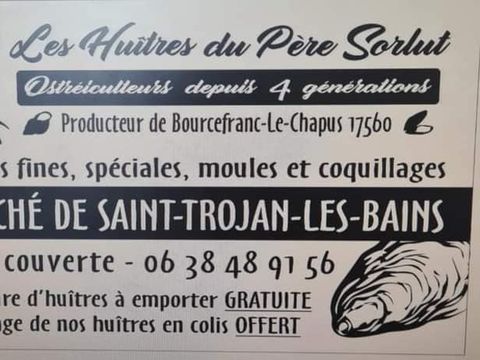 Les Huîtres du Père Sorlut
Ostréiculteurs depuis 4 générations
Producteur de Bourcefranc-Le-Chapus 17560
s fines, spéciales, moules et coquillages
CHÉ DE SAINT-TROJAN-LES-BAINS
couverte - 06 38 48 91 56
re d'huîtres à emporter GRATUITE
ge de nos huîtres en colis OFFERT